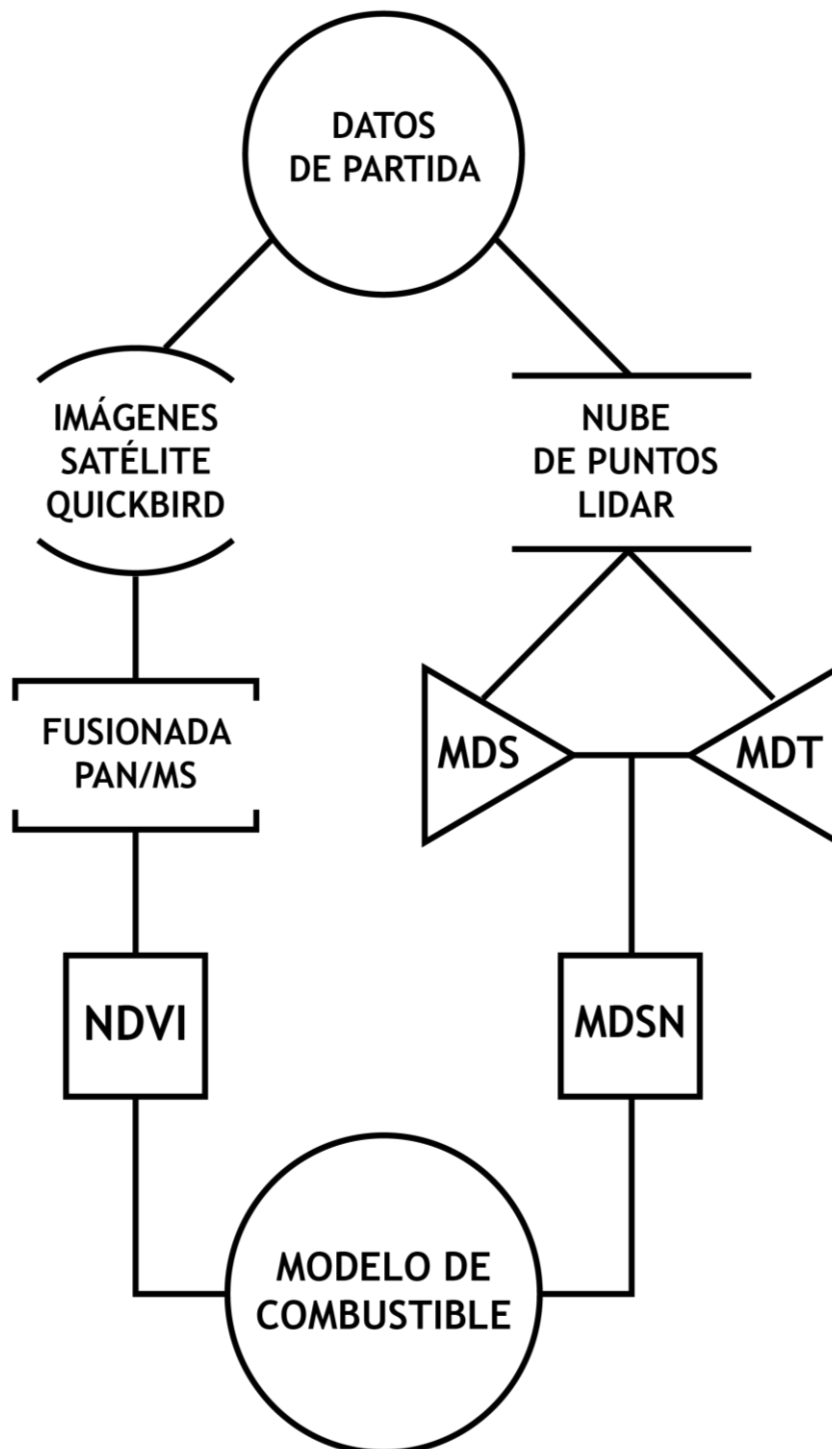 DATOS
DE PARTIDA
IMÁGENES
SATÉLITE
QUICKBIRD
NUBE
DE PUNTOS
LIDAR
FUSIONADA
PAN/MS
MDS
MDT
NDVI
MDSN
MODELO DE
COMBUSTIBLE